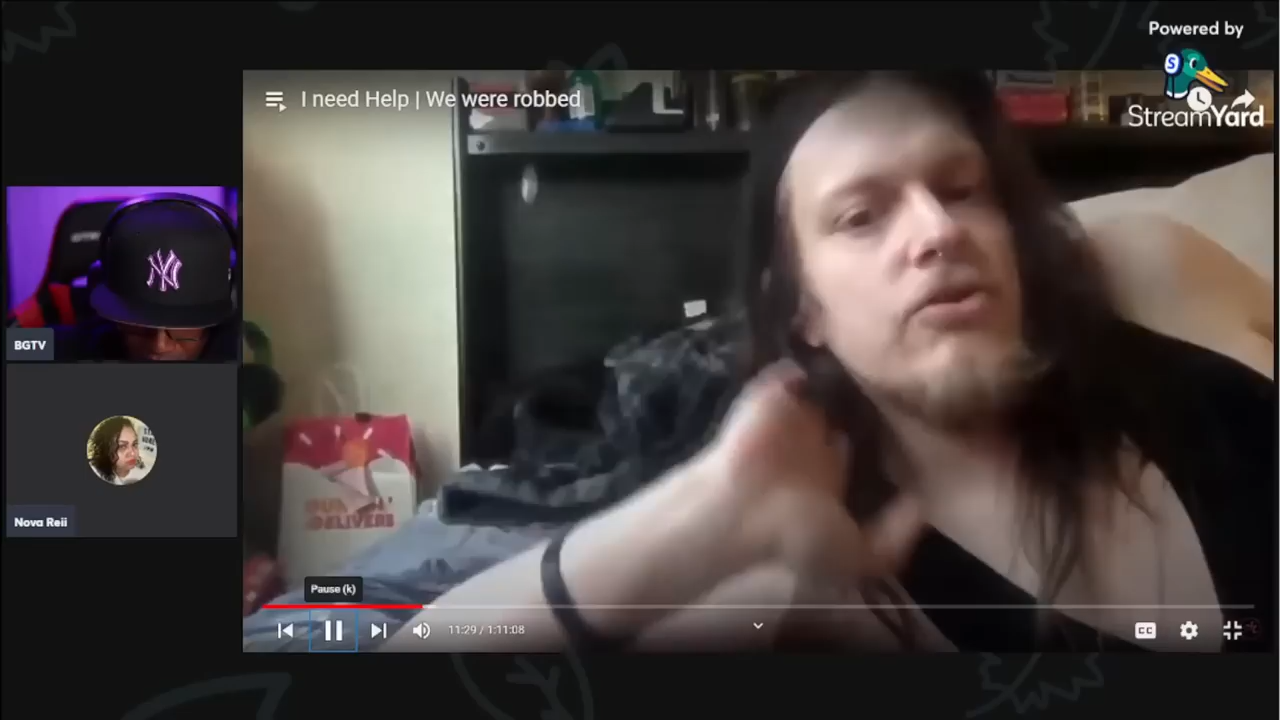 Powered by
StreamYard
I need Help | We were robbed
BGTV
Nova Reii
DELIVERS
Pause (k)
11:29 / 1:11:08
CC